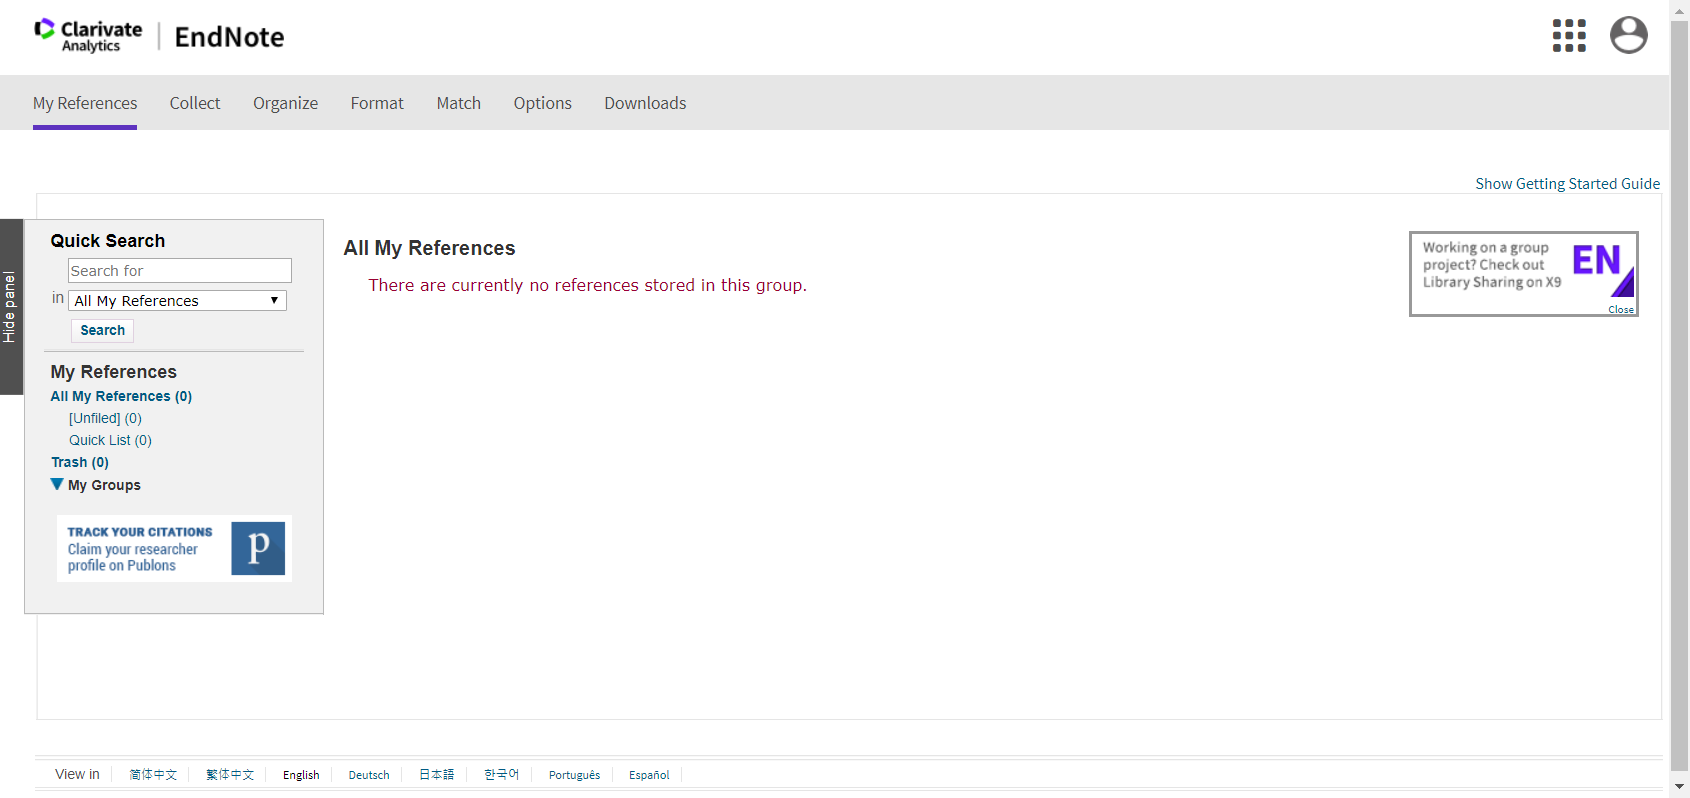 Clarivate
Analytics
EndNote
My References
Collect
Organize
Format
Match
Options
Downloads
Show Getting Started Guide
Hide panel
Quick Search
Search for
in
All My References
Search
My References
All My References (0)
[Unfiled] (0)
Quick List (0)
Trash (0)
My Groups
TRACK YOUR CITATIONS
Claim your researcher
profile on Publons
p
All My References
There are currently no references stored in this group.
Working on a group
project? Check out
Library Sharing on X9
EN
Close
View in
简体中文
繁体中文
English
Deutsch
日本語
한국어
Português
Español